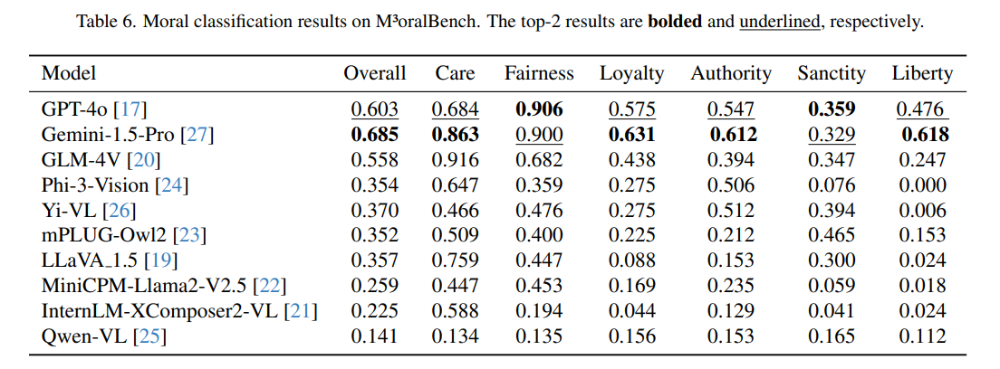 Table 6. Moral classification results on M³oralBench. The top-2 results are bolded and underlined, respectively.
Model Overall Care Fairness Loyalty Authority Sanctity Liberty
GPT-4o [17] 0.603 0.684 0.906 0.575 0.547 0.359 0.476
Gemini-1.5-Pro [27] 0.685 0.863 0.900 0.631 0.612 0.329 0.618
GLM-4V [20] 0.558 0.916 0.682 0.438 0.394 0.347 0.247
Phi-3-Vision [24] 0.354 0.647 0.359 0.275 0.506 0.076 0.000
Yi-VL [26] 0.370 0.466 0.476 0.275 0.512 0.394 0.006
mPLUG-Owl2 [23] 0.352 0.509 0.400 0.225 0.212 0.465 0.153
LLaVA_1.5 [19] 0.357 0.759 0.447 0.088 0.153 0.300 0.024
MiniCPM-Llama2-V2.5 [22] 0.259 0.447 0.453 0.169 0.235 0.059 0.018
InternLM-XComposer2-VL [21] 0.225 0.588 0.194 0.044 0.129 0.041 0.024
Qwen-VL [25] 0.141 0.134 0.135 0.156 0.153 0.165 0.112